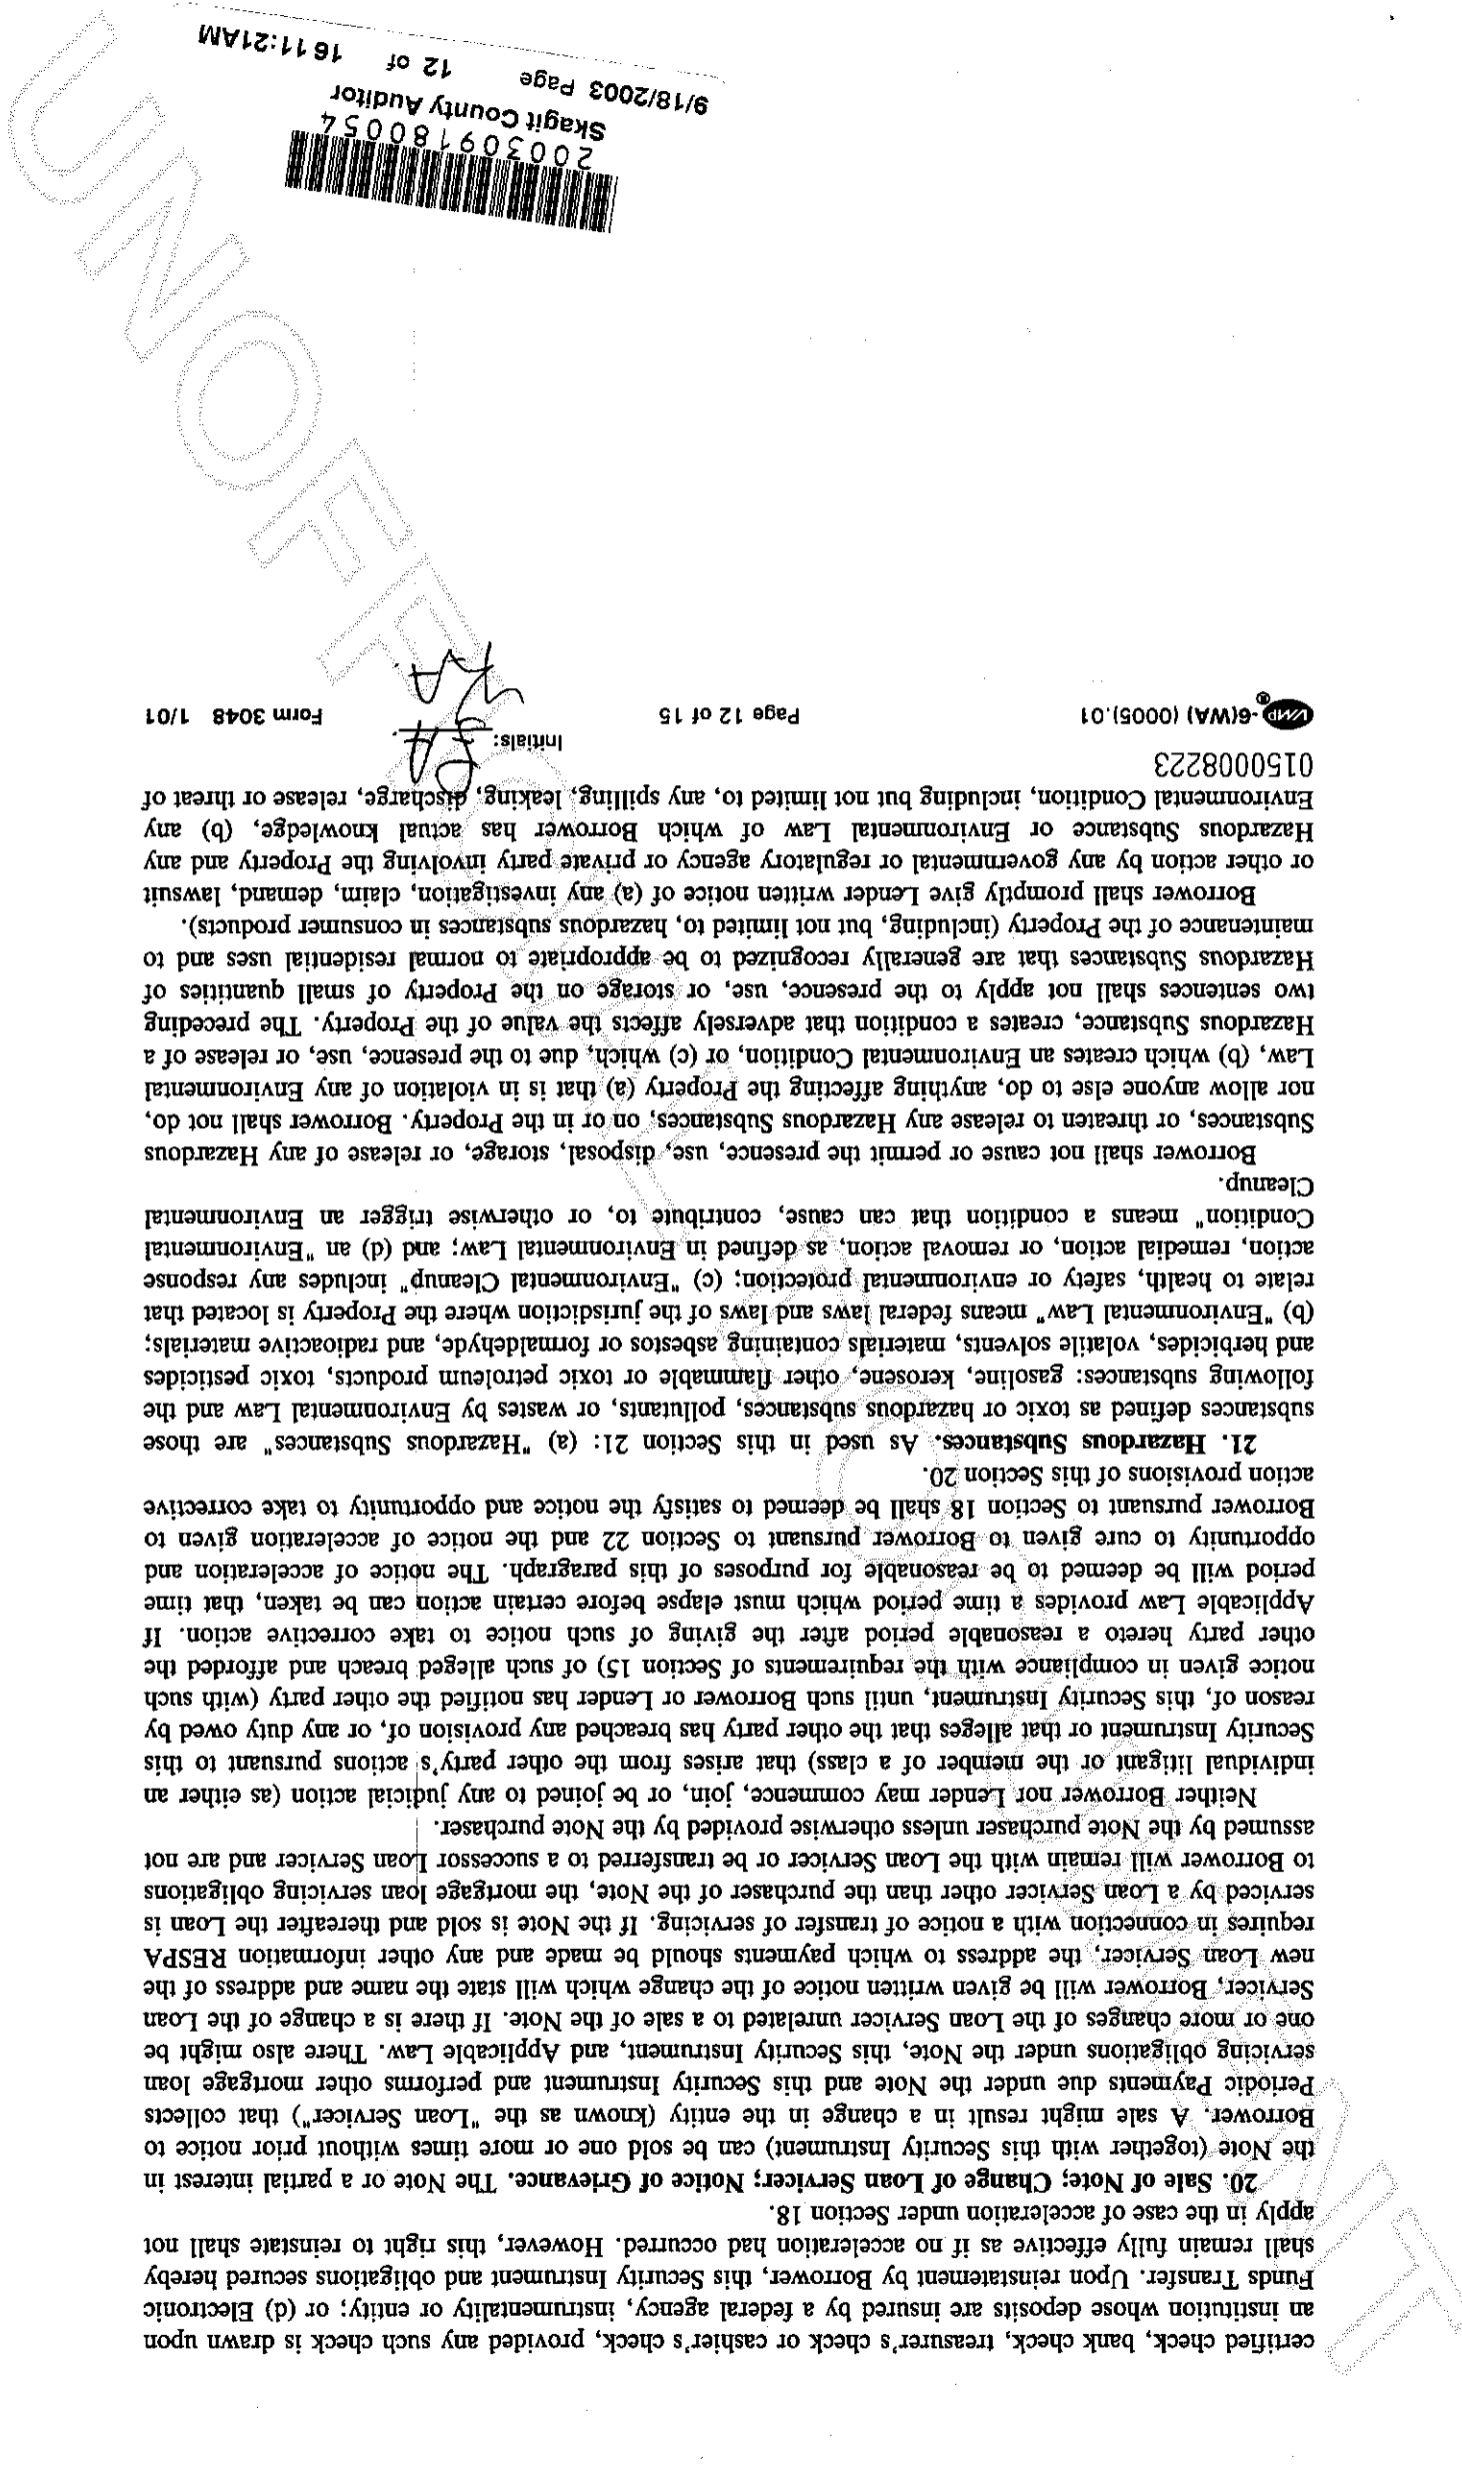 certified check, bank check, treasurer's check or cashier's check, provided any such check is drawn upon
an institution whose deposits are insured by a federal agency, instrumentality or entity; or (d) Electronic
Funds Transfer. Upon reinstatement by Borrower, this Security Instrument and obligations secured hereby
shall remain fully effective as if no acceleration had occurred. However, this right to reinstate shall not
apply in the case of acceleration under Section 18.
20. Sale of Note; Change of Loan Servicer; Notice of Grievance. The Note or a partial interest in
the Note (together with this Security Instrument) can be sold one or more times without prior notice to
Borrower. A sale might result in a change in the entity (known as the "Loan Servicer") that collects
Periodic Payments due under the Note and this Security Instrument and performs other mortgage loan
servicing obligations under the Note, this Security Instrument, and Applicable Law. There also might be
one or more changes of the Loan Servicer unrelated to a sale of the Note. If there is a change of the Loan
Servicer, Borrower will be given written notice of the change which will state the name and address of the
new Loan Servicer, the address to which payments should be made and any other information RESPA
requires in connection with a notice of transfer of servicing. If the Note is sold and thereafter the Loan is
serviced by a Loan Servicer other than the purchaser of the Note, the mortgage loan servicing obligations
to Borrower will remain with the Loan Servicer or be transferred to a successor Loan Servicer and are not
assumed by the Note purchaser unless otherwise provided by the Note purchaser.
Neither Borrower nor Lender may commence, join, or be joined to any judicial action (as either an
individual litigant or the member of a class) that arises from the other party's actions pursuant to this
Security Instrument or that alleges that the other party has breached any provision of, or any duty owed by
reason of, this Security Instrument, until such Borrower or Lender has notified the other party (with such
notice given in compliance with the requirements of Section 15) of such alleged breach and afforded the
other party hereto a reasonable period after the giving of such notice to take corrective action. If
Applicable Law provides a time period which must elapse before certain action can be taken, that time
period will be deemed to be reasonable for purposes of this paragraph. The notice of acceleration and
opportunity to cure given to Borrower pursuant to Section 22 and the notice of acceleration given to
Borrower pursuant to Section 18 shall be deemed to satisfy the notice and opportunity to take corrective
action provisions of this Section 20.
21. Hazardous Substances. As used in this Section 21: (a) "Hazardous Substances" are those
substances defined as toxic or hazardous substances, pollutants, or wastes by Environmental Law and the
following substances: gasoline, kerosene, other flammable or toxic petroleum products, toxic pesticides
and herbicides, volatile solvents, materials containing asbestos or formaldehyde, and radioactive materials;
(b) "Environmental Law" means federal laws and laws of the jurisdiction where the Property is located that
relate to health, safety or environmental protection; (c) "Environmental Cleanup" includes any response
action, remedial action, or removal action, as defined in Environmental Law; and (d) an "Environmental
Condition" means a condition that can cause, contribute to, or otherwise trigger an Environmental
Cleanup.
Borrower shall not cause or permit the presence, use, disposal, storage, or release of any Hazardous
Substances, or threaten to release any Hazardous Substances, on or in the Property. Borrower shall not do,
nor allow anyone else to do, anything affecting the Property (a) that is in violation of any Environmental
Law, (b) which creates an Environmental Condition, or (c) which, due to the presence, use, or release of a
Hazardous Substance, creates a condition that adversely affects the value of the Property. The preceding
two sentences shall not apply to the presence, use, or storage on the Property of small quantities of
Hazardous Substances that are generally recognized to be appropriate to normal residential uses and to
maintenance of the Property (including, but not limited to, hazardous substances in consumer products).
Borrower shall promptly give Lender written notice of (a) any investigation, claim, demand, lawsuit
or other action by any governmental or regulatory agency or private party involving the Property and any
Hazardous Substance or Environmental Law of which Borrower has actual knowledge, (b) any
Environmental Condition, including but not limited to, any spilling, leaking, discharge, release or threat of
0150008223
Initials:
VMP ® -6(WA) (0005).01 Page 12 of 15 Form 3048 1/01
200309180054
Skagit County Auditor
9/18/2003 Page 12 of 16 11:21AM
UNOFFICIAL DOCUMENT